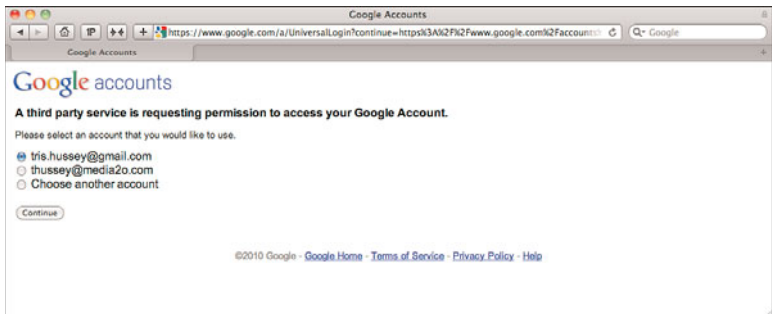 Google Accounts
1P + https://www.google.com/a/UniversalLogin?continue=https%3A%2F%2Fwww.google.com%2Faccounts Google
Google Accounts +
Google accounts
A third party service is requesting permission to access your Google Account.
Please select an account that you would like to use.
tris.hussey@gmail.com
thussey@media2o.com
Choose another account
Continue
©2010 Google - Google Home - Terms of Service - Privacy Policy - Help